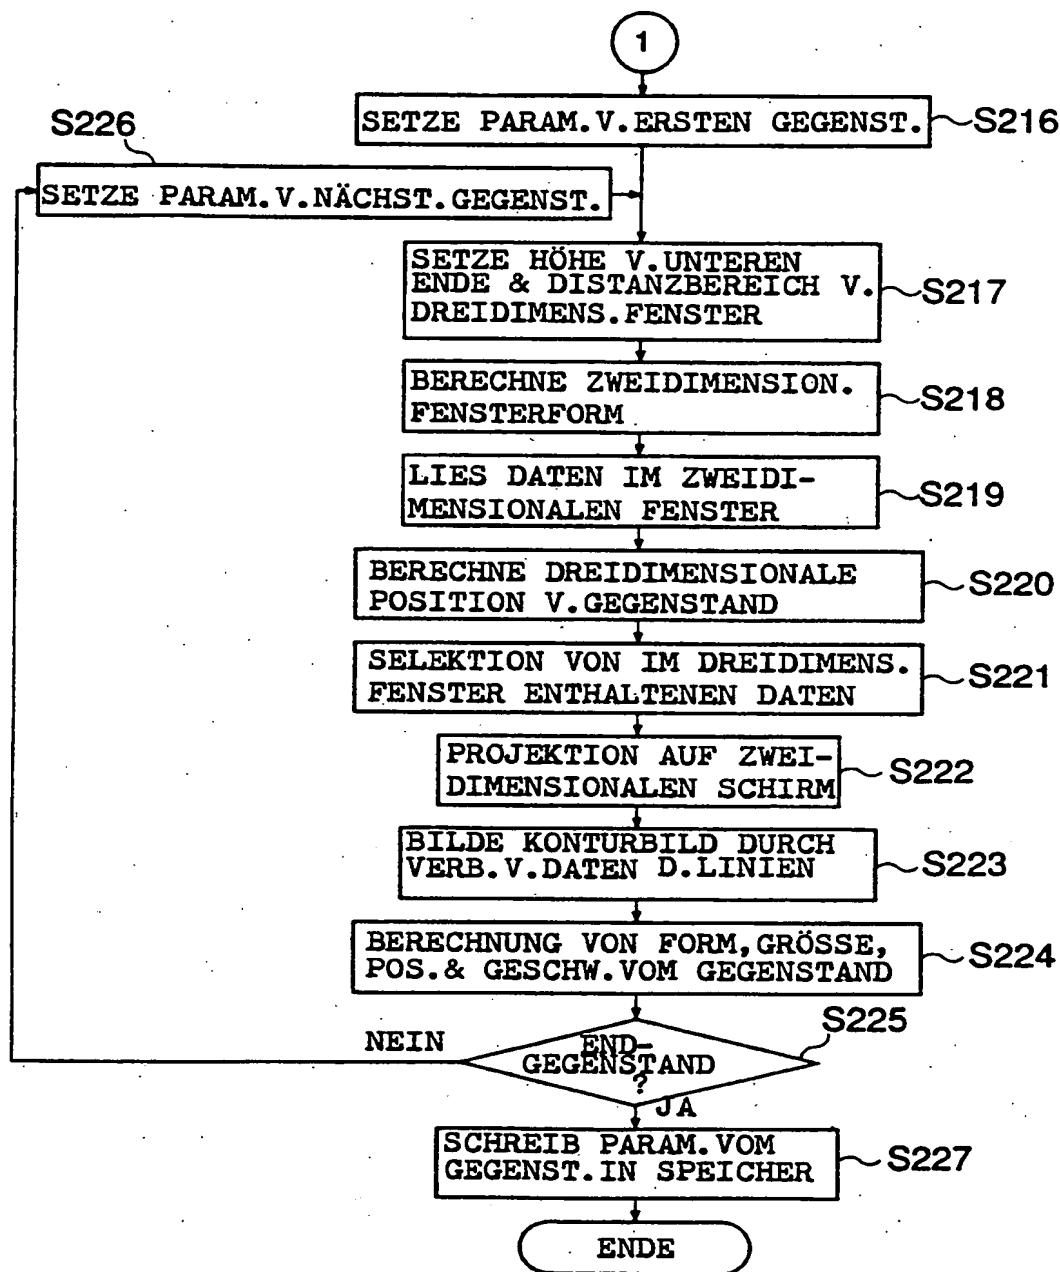 1
SETZE PARAM.V.ERSTEN GEGENST.
S216
S226
SETZE PARAM.V.NÄCHST.GEGENST.
SETZE HÖHE V.UNTEREN
ENDE & DISTANZBEREICH V.
DREIDIMENS.FENSTER
S217
BERECHNE ZWEIDIMENSION.
FENSTERFORM
S218
LIES DATEN IM ZWEIDI-
MENSIONALEN FENSTER
S219
BERECHNE DREIDIMENSIONALE
POSITION V.GEGENSTAND
S220
SELEKTION VON IM DREIDIMENS.
FENSTER ENTHALTENEN DATEN
S221
PROJEKTION AUF ZWEI-
DIMENSIONALEN SCHIRM
S222
BILDE KONTURBILD DURCH
VERB.V.DATEN D.LINIEN
S223
BERECHNUNG VON FORM,GRÖSSE,
POS.& GESCHW.VOM GEGENSTAND
S224
S225
NEIN
END-
GEGENSTAND
?
JA
SCHREIB PARAM.VOM
GEGENST.IN SPEICHER
S227
ENDE